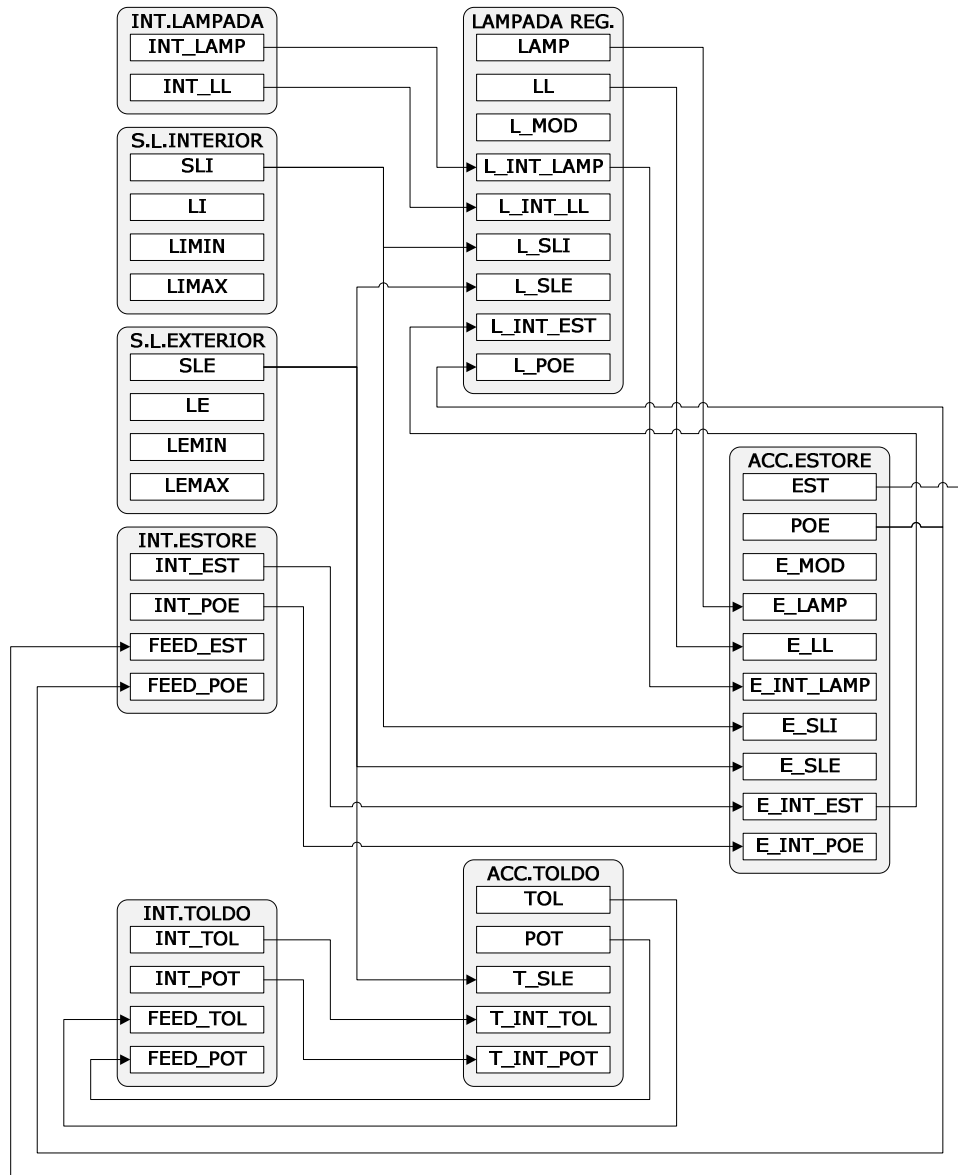 INT.LAMPADA
INT_LAMP
INT_LL
S.L.INTERIOR
SLI
LI
LIMIN
LIMAX
S.L.EXTERIOR
SLE
LE
LEMIN
LEMAX
INT.ESTORE
INT_EST
INT_POE
FEED_EST
FEED_POE
INT.TOLDO
INT_TOL
INT_POT
FEED_TOL
FEED_POT
LAMPADA REG.
LAMP
LL
L_MOD
L_INT_LAMP
L_INT_LL
L_SLI
L_SLE
L_INT_EST
L_POE
ACC.TOLDO
TOL
POT
T_SLE
T_INT_TOL
T_INT_POT
ACC.ESTORE
EST
POE
E_MOD
E_LAMP
E_LL
E_INT_LAMP
E_SLI
E_SLE
E_INT_EST
E_INT_POE